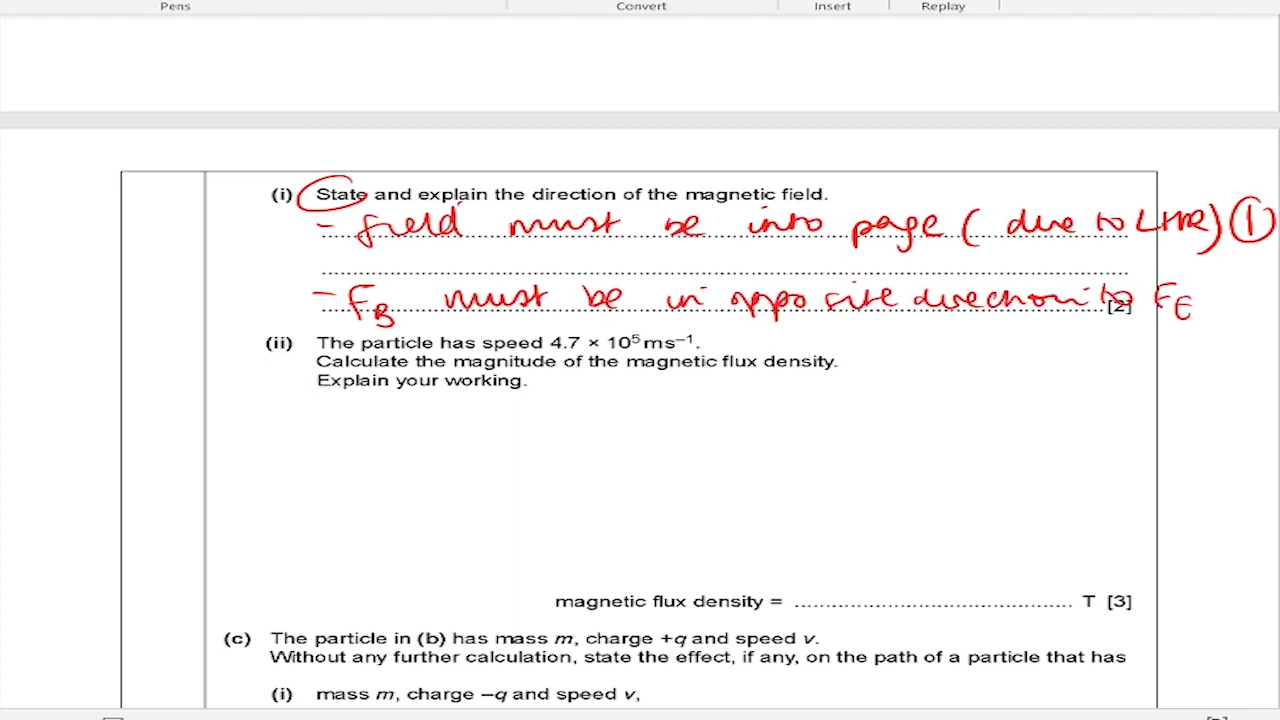 Pens Convert Insert Replay
(i) State and explain the direction of the magnetic field.
- field must be into page ( due to LHR) 1
- FB must be in opposite direction to FE
[2]
(ii) The particle has speed 4.7 × 10⁵ ms⁻¹.
Calculate the magnitude of the magnetic flux density.
Explain your working.
magnetic flux density = ............................................ T [3]
(c) The particle in (b) has mass m, charge +q and speed v.
Without any further calculation, state the effect, if any, on the path of a particle that has
(i) mass m, charge –q and speed v,